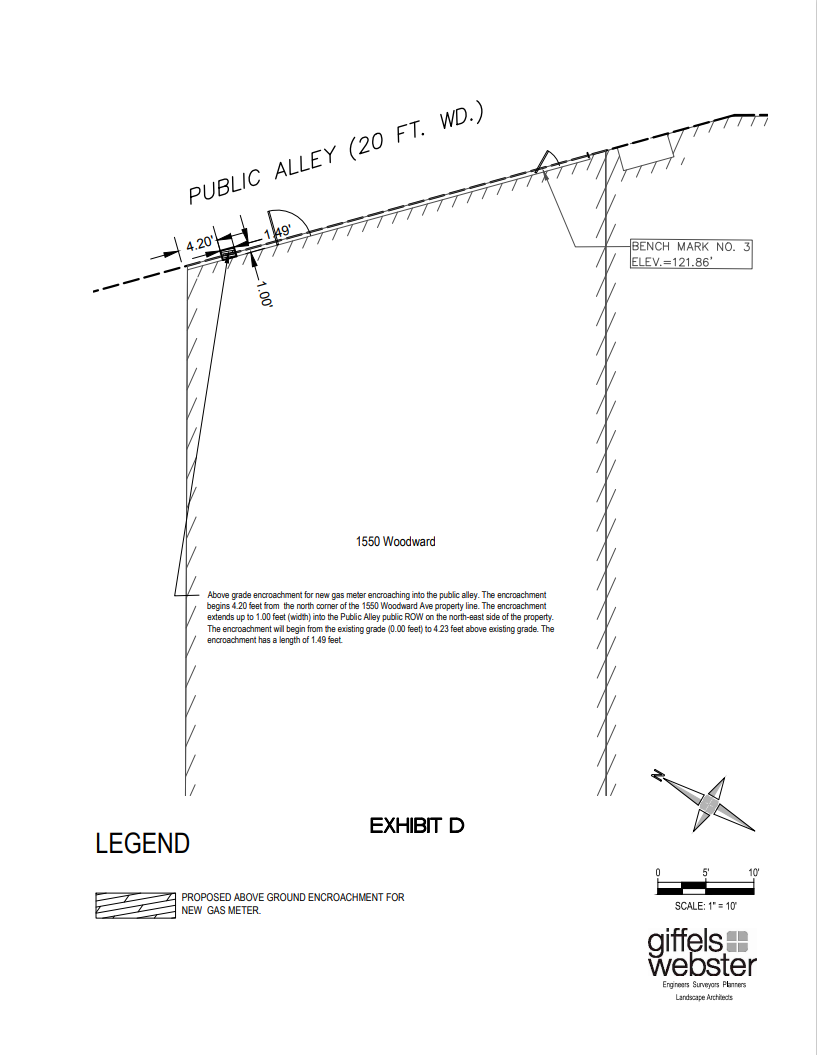 PUBLIC ALLEY (20 FT. WD.)
4.20'
1.49'
1.00'
BENCH MARK NO. 3
ELEV.=121.86'
1550 Woodward
Above grade encroachment for new gas meter encroaching into the public alley. The encroachment
begins 4.20 feet from the north corner of the 1550 Woodward Ave property line. The encroachment
extends up to 1.00 feet (width) into the Public Alley public ROW on the north-east side of the property.
The encroachment will begin from the existing grade (0.00 feet) to 4.23 feet above existing grade. The
encroachment has a length of 1.49 feet.
N
EXHIBIT D
LEGEND
PROPOSED ABOVE GROUND ENCROACHMENT FOR
NEW GAS METER.
0 5' 10'
SCALE: 1" = 10'
giffels
webster
Engineers Surveyors Planners
Landscape Architects